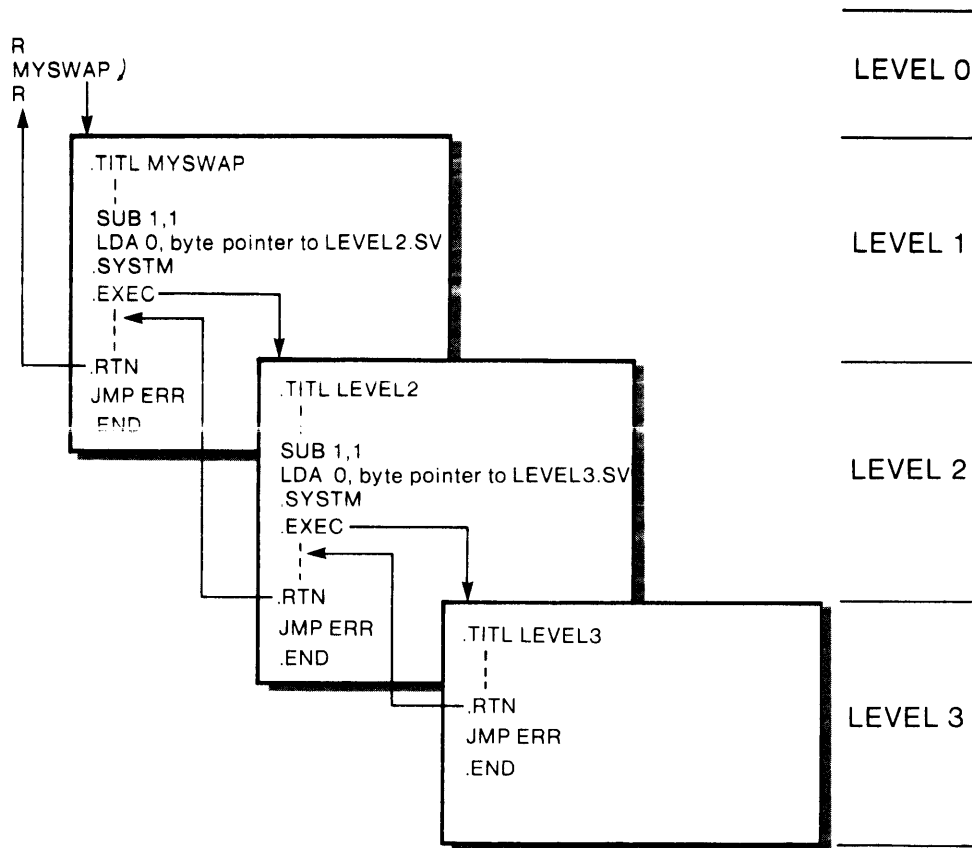 R
MYSWAP )
R
LEVEL 0
.TITL MYSWAP
SUB 1,1
LDA 0, byte pointer to LEVEL2.SV
.SYSTM
.EXEC
.RTN
JMP ERR
.END
LEVEL 1
.TITL LEVEL2
SUB 1,1
LDA 0, byte pointer to LEVEL3.SV
.SYSTM
.EXEC
.RTN
JMP ERR
.END
LEVEL 2
.TITL LEVEL3
.RTN
JMP ERR
.END
LEVEL 3